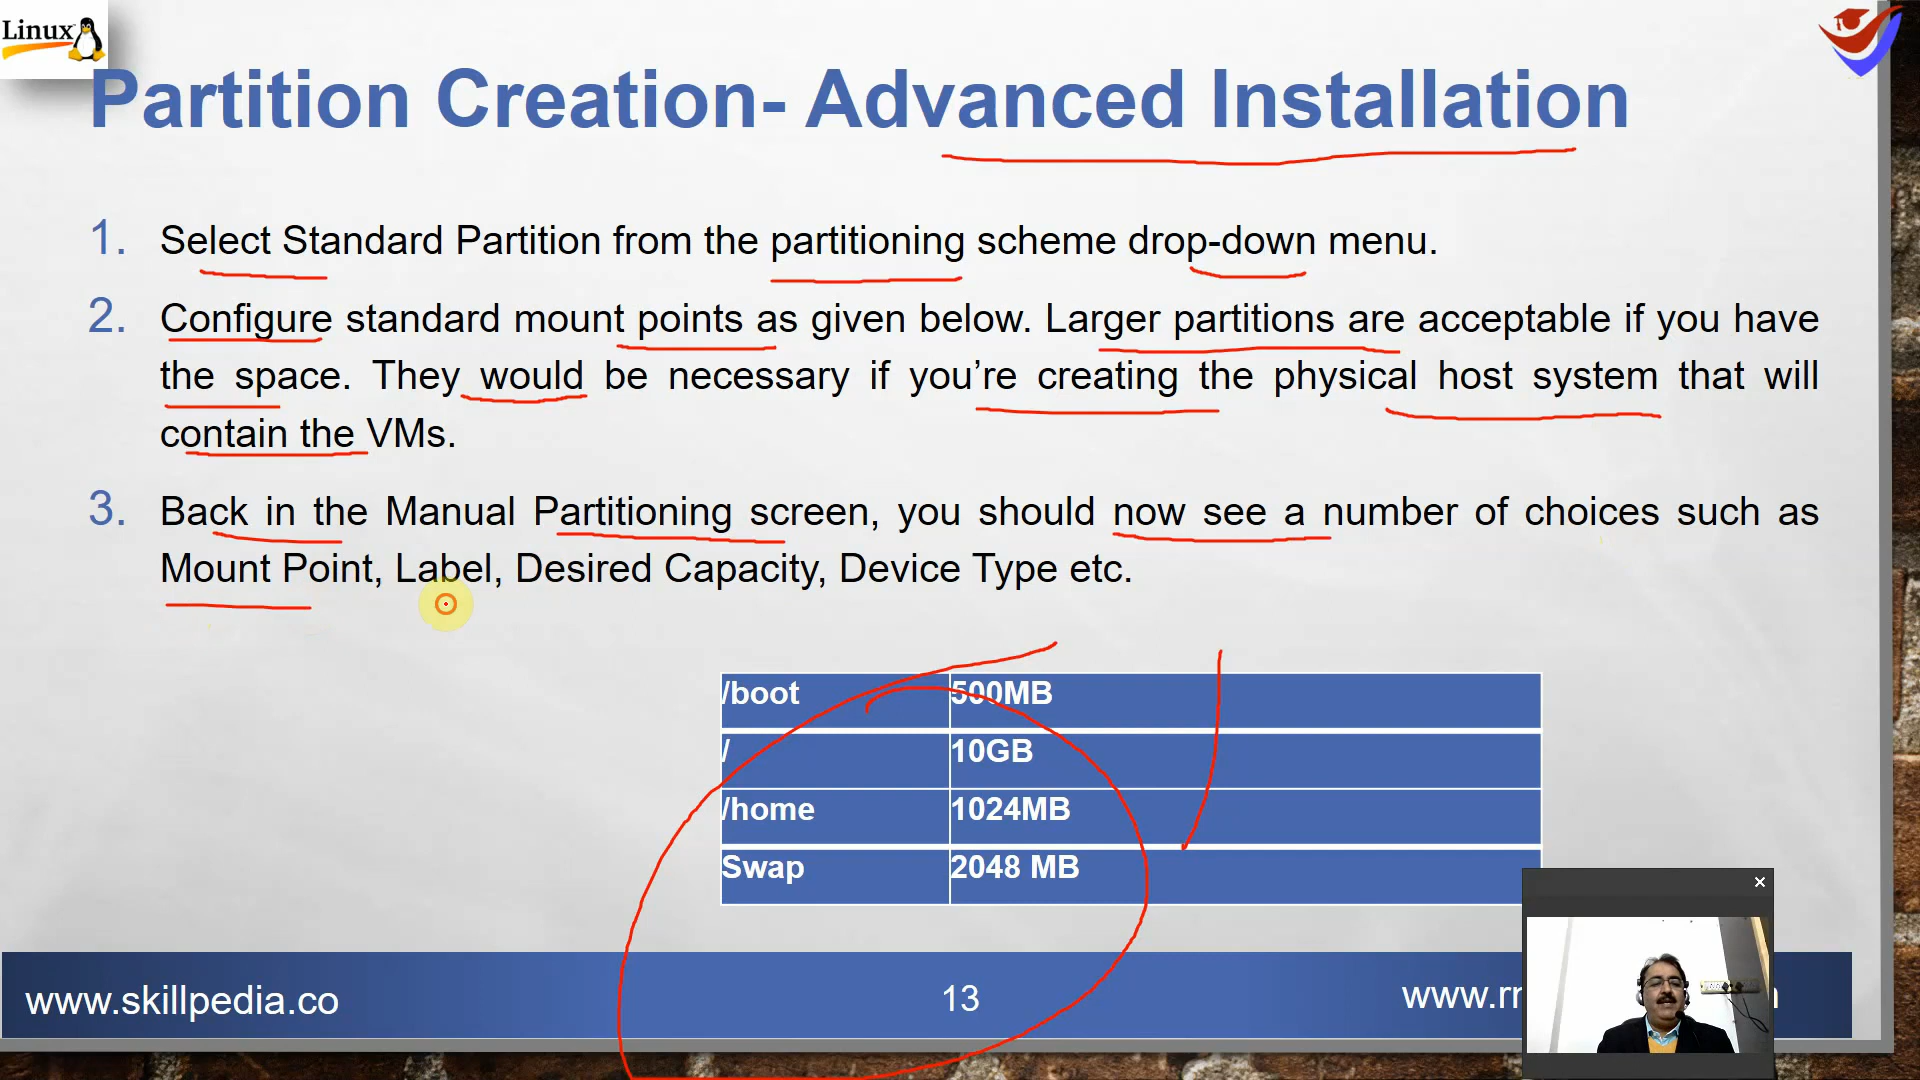 Linux
Partition Creation- Advanced Installation
1. Select Standard Partition from the partitioning scheme drop-down menu.
2. Configure standard mount points as given below. Larger partitions are acceptable if you have
the space. They would be necessary if you’re creating the physical host system that will
contain the VMs.
3. Back in the Manual Partitioning screen, you should now see a number of choices such as
Mount Point, Label, Desired Capacity, Device Type etc.
/boot 500MB
/ 10GB
/home 1024MB
Swap 2048 MB
www.skillpedia.co
13